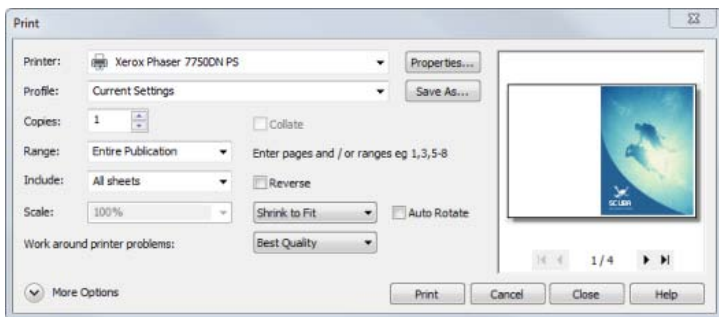 Print
Printer: Xerox Phaser 7750DN PS Properties...
Profile: Current Settings Save As...
Copies: 1 Collate
Range: Entire Publication Enter pages and / or ranges eg 1,3,5-8
Include: All sheets Reverse
Scale: 100% Shrink to Fit Auto Rotate
Work around printer problems: Best Quality
SCUBA
1/4
More Options Print Cancel Close Help